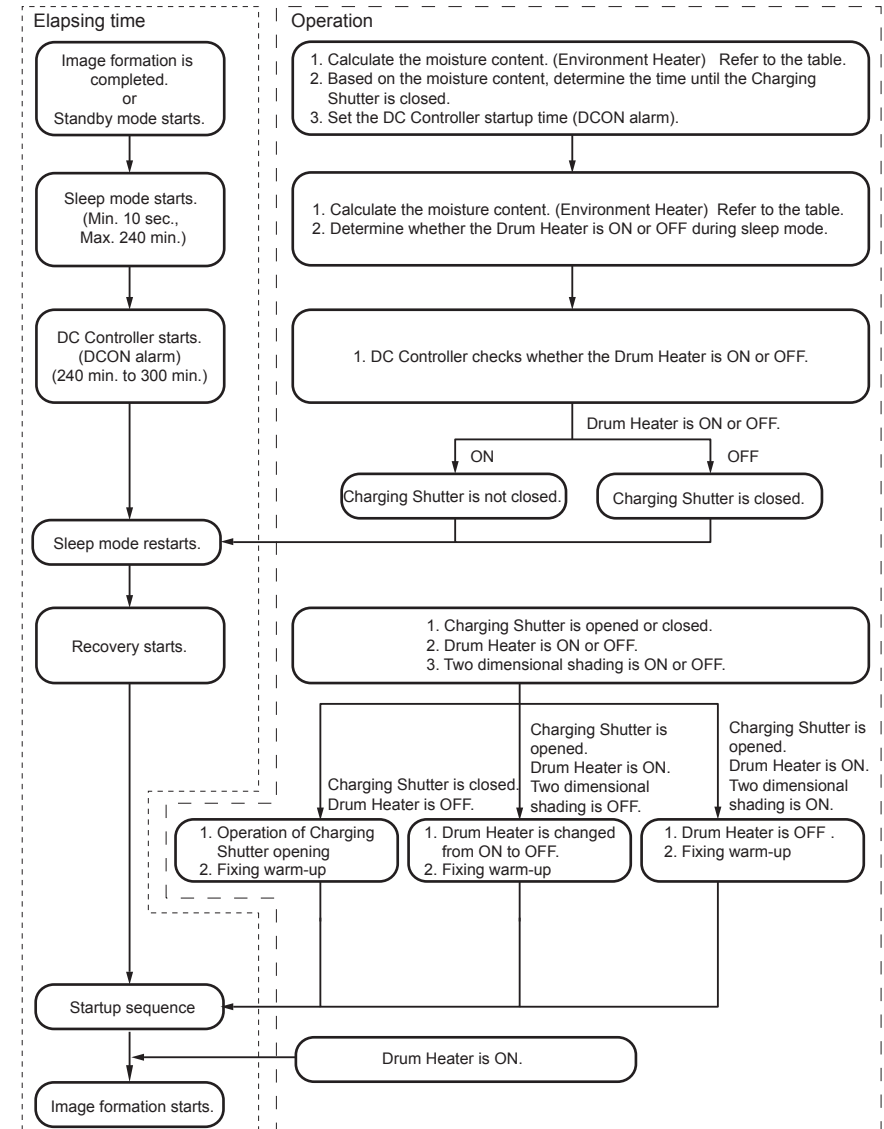 Elapsing time
Operation
Image formation is
completed.
or
Standby mode starts.
1. Calculate the moisture content. (Environment Heater) Refer to the table.
2. Based on the moisture content, determine the time until the Charging
Shutter is closed.
3. Set the DC Controller startup time (DCON alarm).
Sleep mode starts.
(Min. 10 sec.,
Max. 240 min.)
1. Calculate the moisture content. (Environment Heater) Refer to the table.
2. Determine whether the Drum Heater is ON or OFF during sleep mode.
DC Controller starts.
(DCON alarm)
(240 min. to 300 min.)
1. DC Controller checks whether the Drum Heater is ON or OFF.
Drum Heater is ON or OFF.
ON
OFF
Charging Shutter is not closed.
Charging Shutter is closed.
Sleep mode restarts.
Recovery starts.
1. Charging Shutter is opened or closed.
2. Drum Heater is ON or OFF.
3. Two dimensional shading is ON or OFF.
Charging Shutter is closed.
Drum Heater is OFF.
Charging Shutter is
opened.
Drum Heater is ON.
Two dimensional
shading is OFF.
Charging Shutter is
opened.
Drum Heater is ON.
Two dimensional
shading is ON.
1. Operation of Charging
Shutter opening
2. Fixing warm-up
1. Drum Heater is changed
from ON to OFF.
2. Fixing warm-up
1. Drum Heater is OFF .
2. Fixing warm-up
Startup sequence
Drum Heater is ON.
Image formation starts.